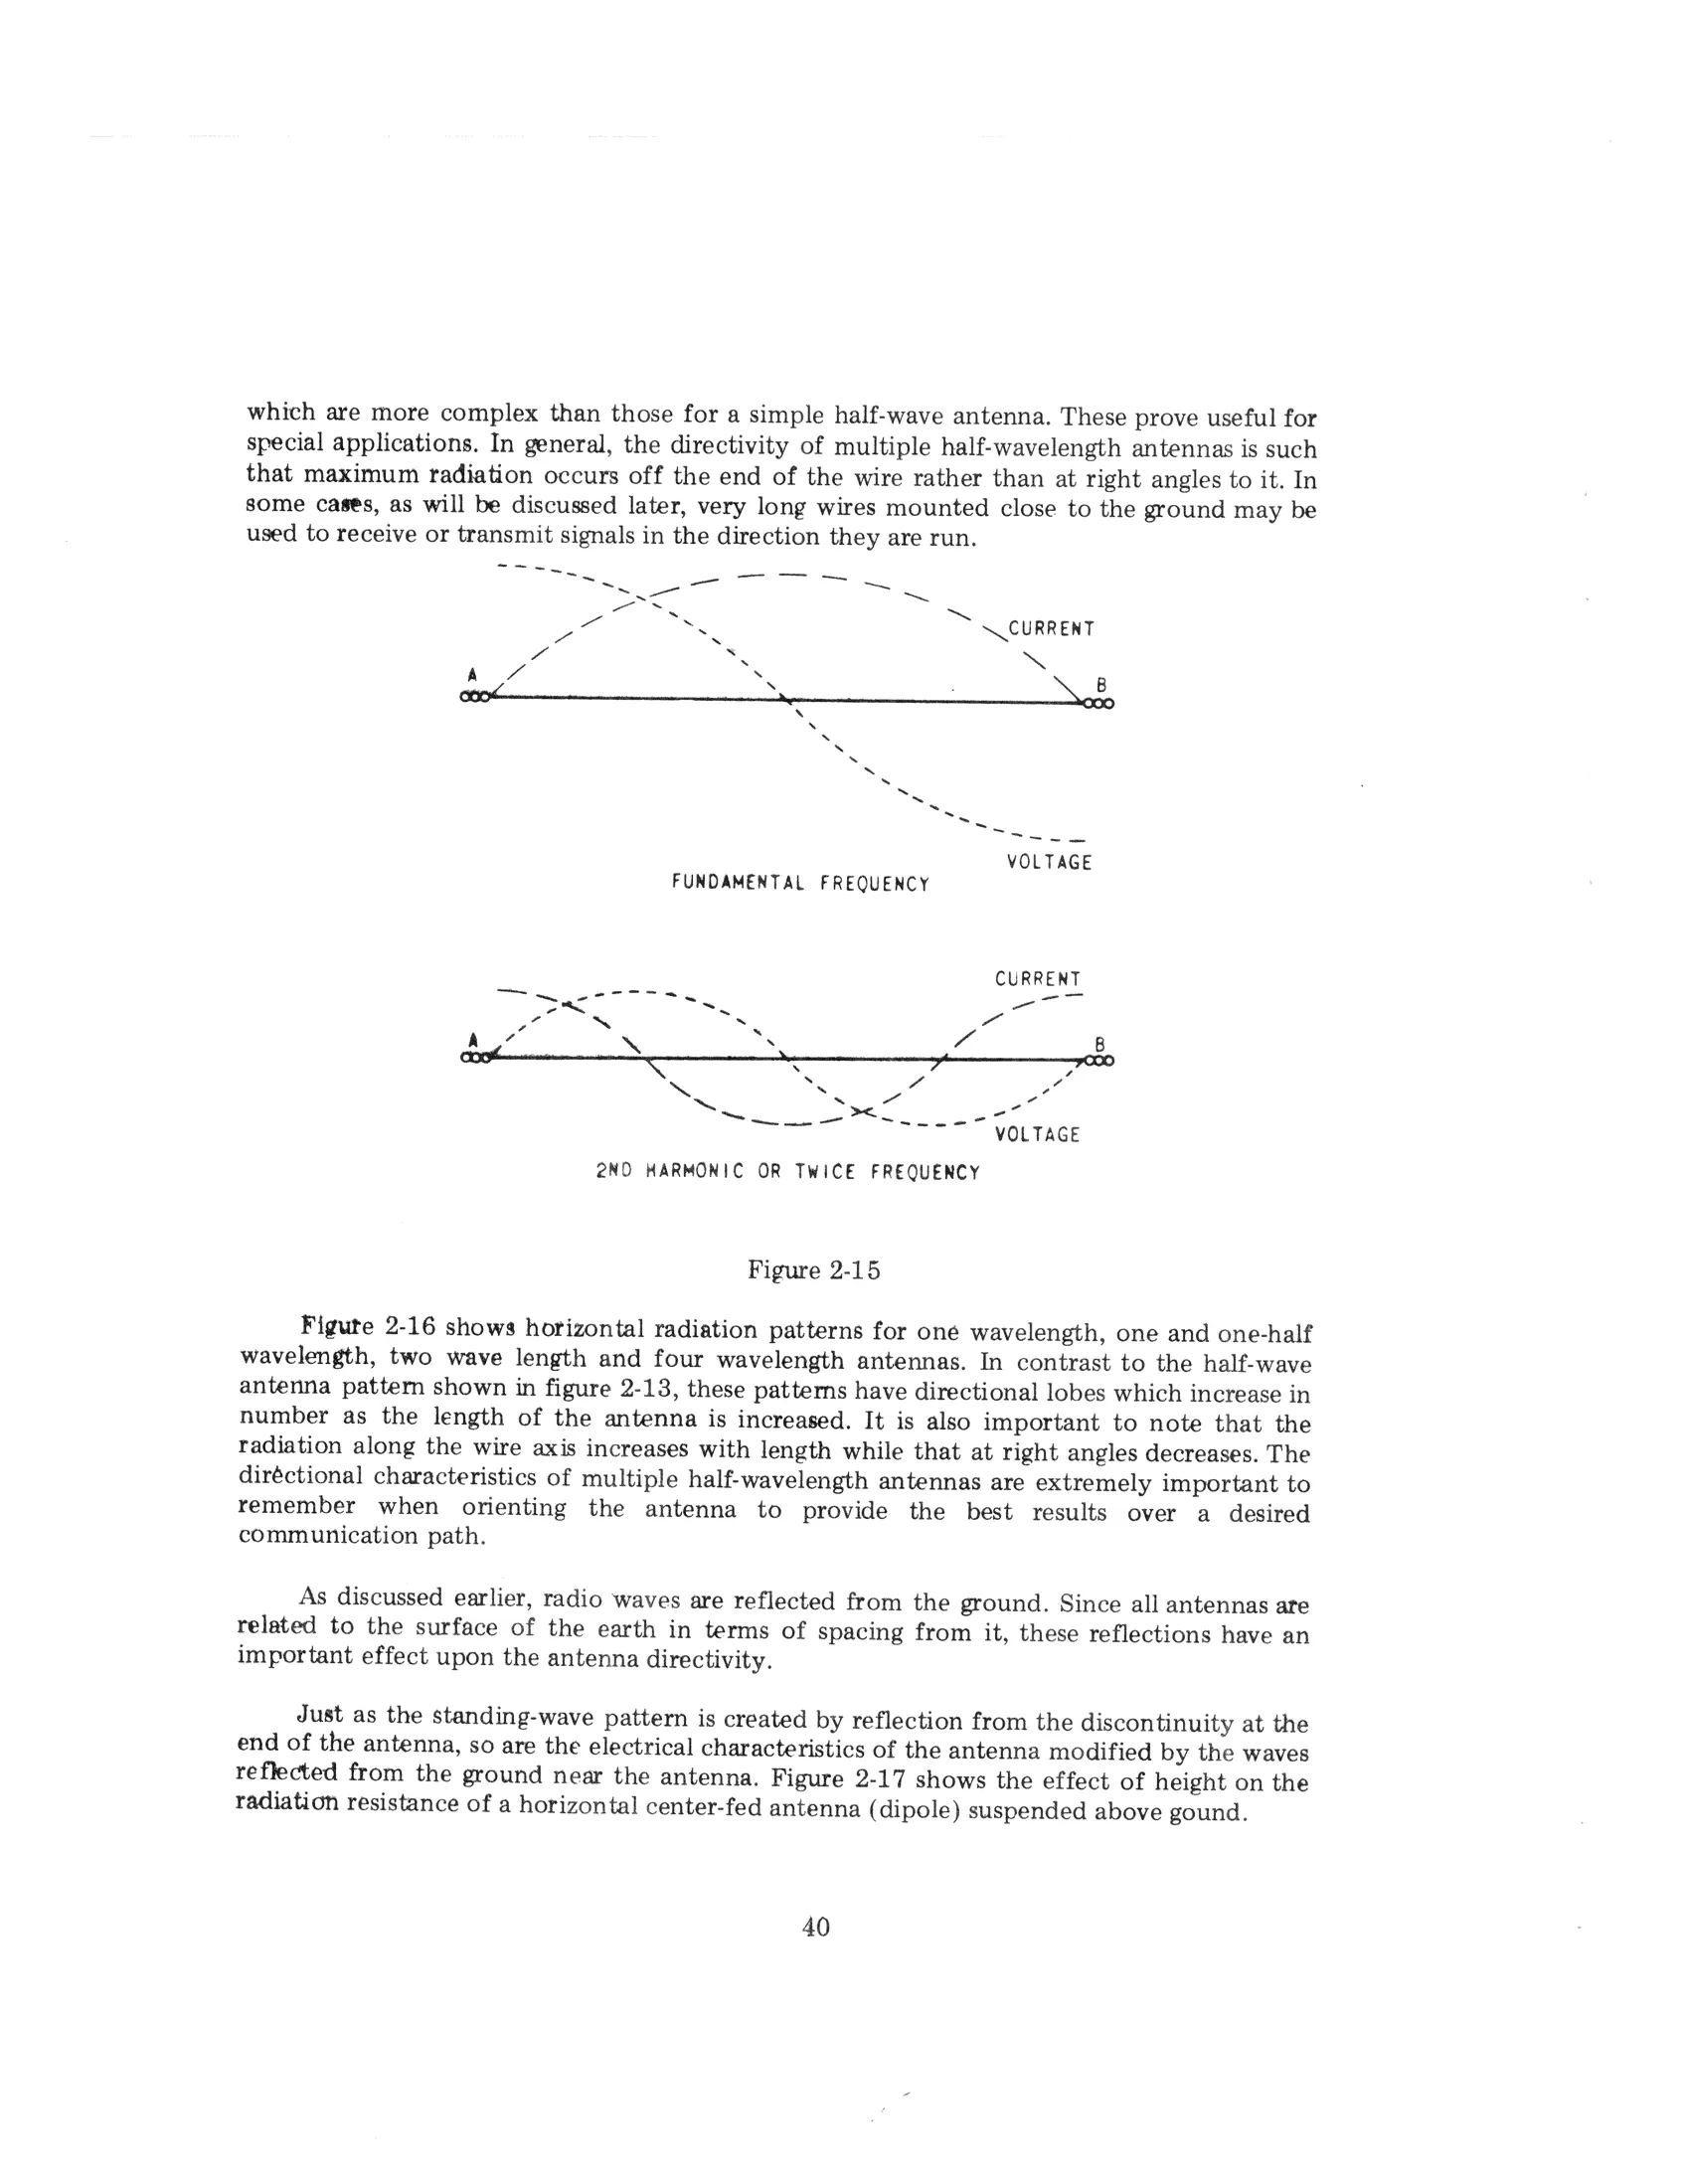 which are more complex than those for a simple half-wave antenna. These prove useful for
special applications. In general, the directivity of multiple half-wavelength antennas is such
that maximum radiation occurs off the end of the wire rather than at right angles to it. In
some cases, as will be discussed later, very long wires mounted close to the ground may be
used to receive or transmit signals in the direction they are run.
CURRENT
A
B
VOLTAGE
FUNDAMENTAL FREQUENCY
CURRENT
A
B
VOLTAGE
2ND HARMONIC OR TWICE FREQUENCY
Figure 2-15
Figure 2-16 shows horizontal radiation patterns for one wavelength, one and one-half
wavelength, two wave length and four wavelength antennas. In contrast to the half-wave
antenna pattern shown in figure 2-13, these patterns have directional lobes which increase in
number as the length of the antenna is increased. It is also important to note that the
radiation along the wire axis increases with length while that at right angles decreases. The
directional characteristics of multiple half-wavelength antennas are extremely important to
remember when orienting the antenna to provide the best results over a desired
communication path.
As discussed earlier, radio waves are reflected from the ground. Since all antennas are
related to the surface of the earth in terms of spacing from it, these reflections have an
important effect upon the antenna directivity.
Just as the standing-wave pattern is created by reflection from the discontinuity at the
end of the antenna, so are the electrical characteristics of the antenna modified by the waves
reflected from the ground near the antenna. Figure 2-17 shows the effect of height on the
radiation resistance of a horizontal center-fed antenna (dipole) suspended above gound.
40